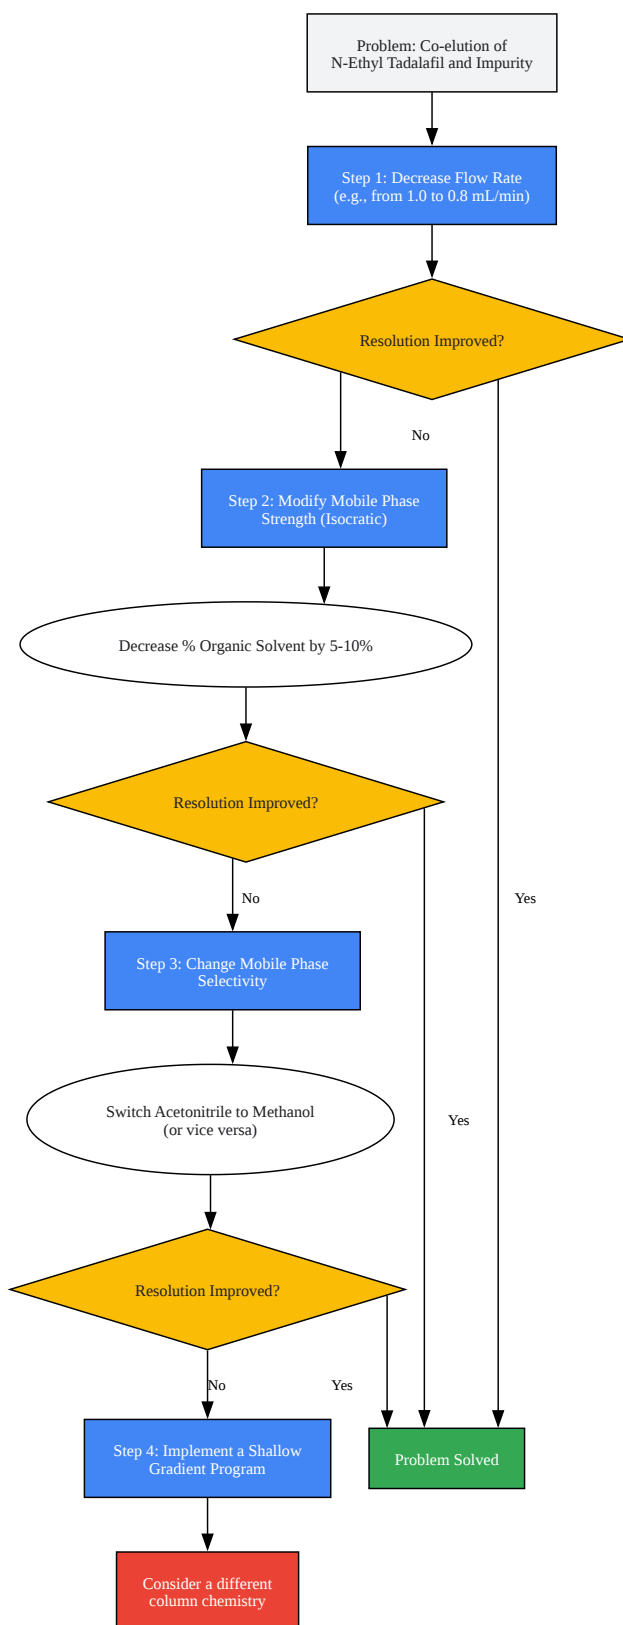 Problem: Co-elution of
N-Ethyl Tadalafil and Impurity
Step 1: Decrease Flow Rate
(e.g., from 1.0 to 0.8 mL/min)
Resolution Improved?
No
Step 2: Modify Mobile Phase
Strength (Isocratic)
Decrease % Organic Solvent by 5-10%
Resolution Improved?
No
Yes
Step 3: Change Mobile Phase
Selectivity
Switch Acetonitrile to Methanol
(or vice versa)
Yes
Resolution Improved?
No
Yes
Step 4: Implement a Shallow
Gradient Program
Problem Solved
Consider a different
column chemistry